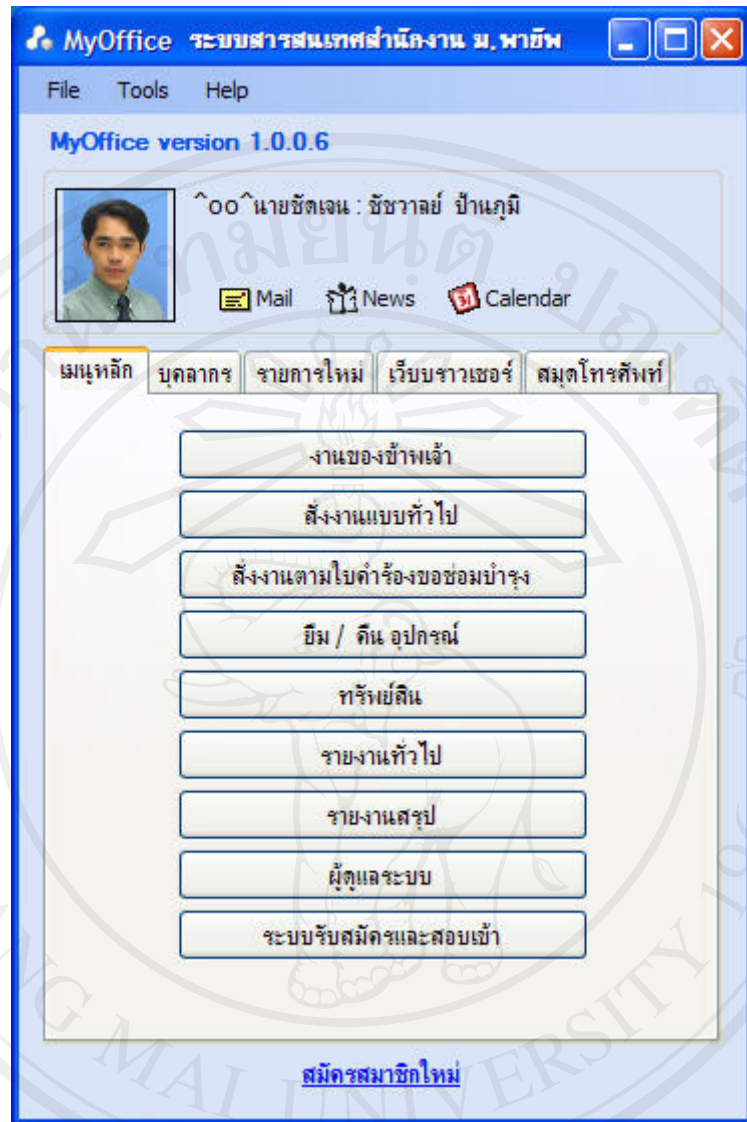 MyOffice ระบบสารสนเทศสำนักงาน ม.พายัพ
File Tools Help
MyOffice version 1.0.0.6
^oo^นายชัดเจน : ชัชวาลย์ ป้านภูมิ
Mail News Calendar
เมนูหลัก บุคลากร รายการใหม่ เว็บบราวเซอร์ สมุดโทรศัพท์
งานของข้าพเจ้า
สั่งงานแบบทั่วไป
สั่งงานตามใบคำร้องขอซ่อมบำรุง
ยืม / คืน อุปกรณ์
ทรัพย์สิน
รายงานทั่วไป
รายงานสรุป
ผู้ดูแลระบบ
ระบบรับสมัครและสอบเข้า
สมัครสมาชิกใหม่